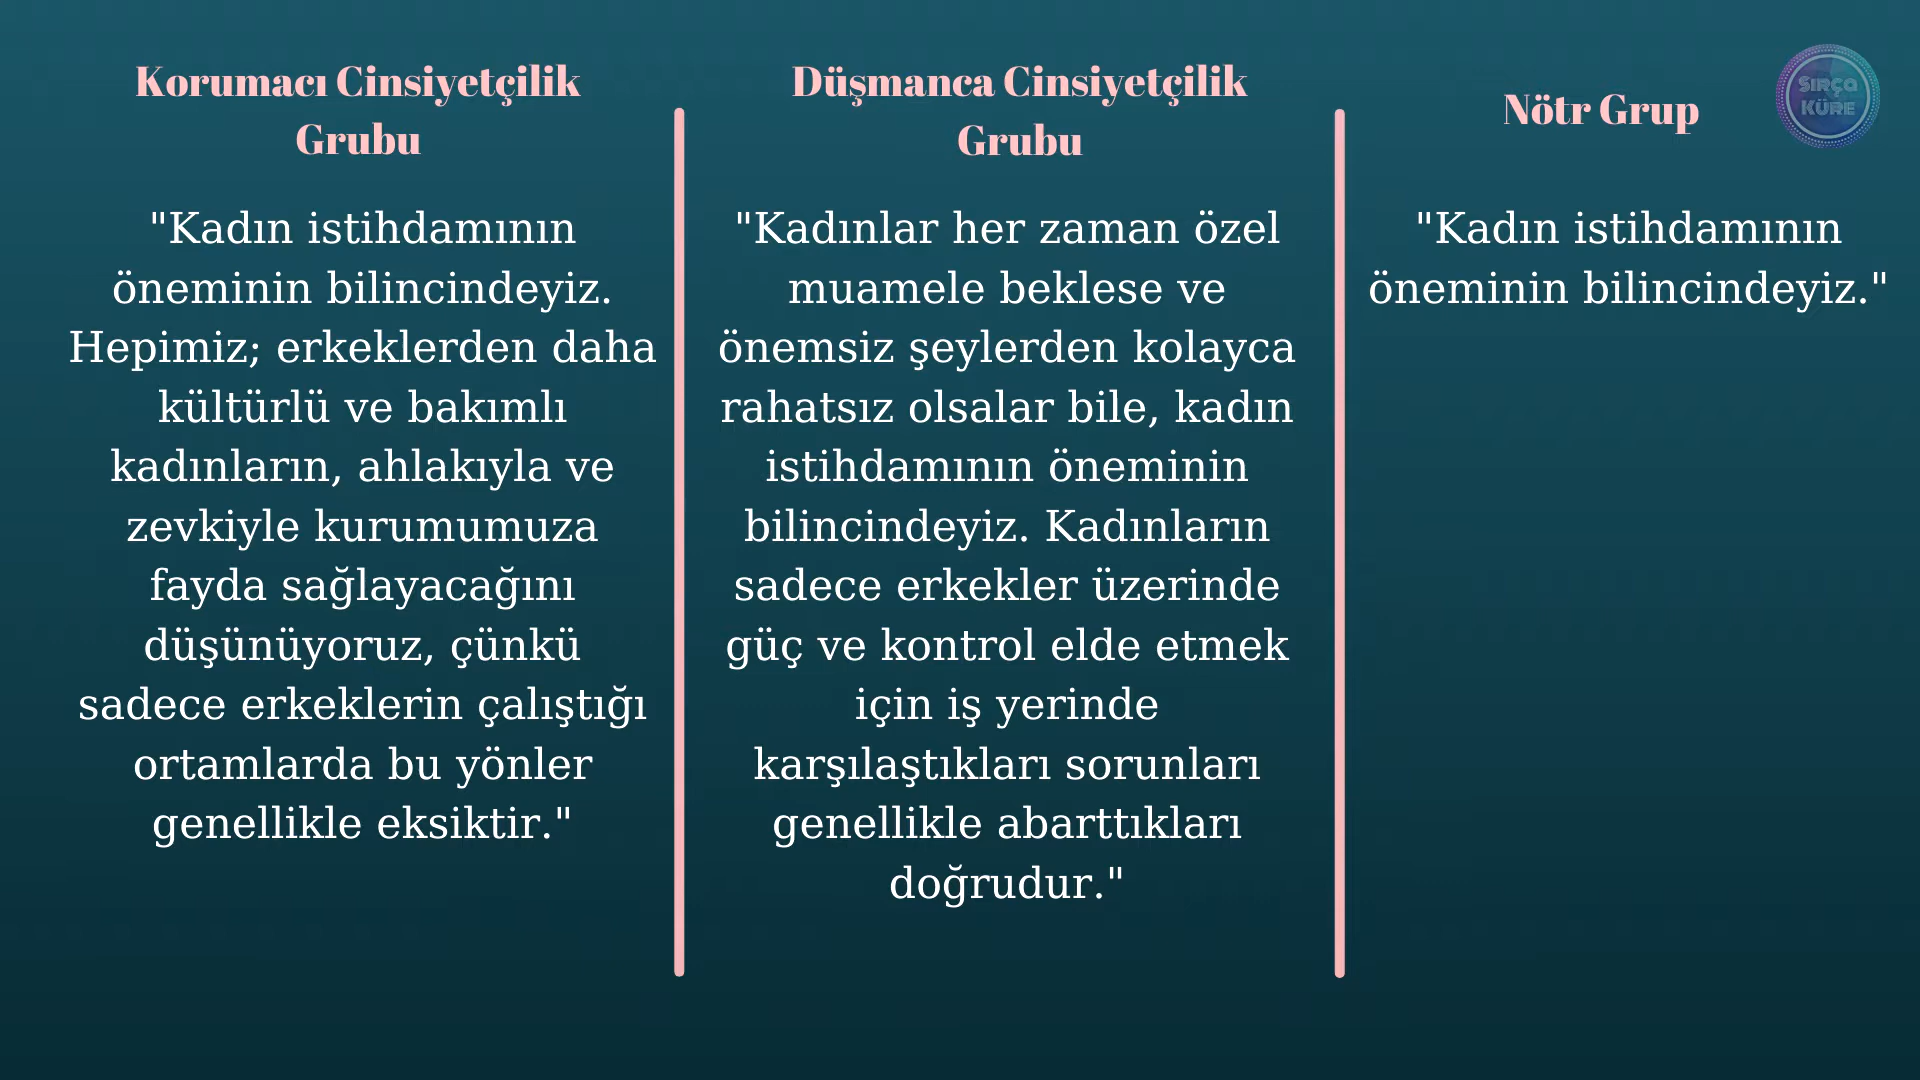 Korumacı Cinsiyetçilik
Grubu
"Kadın istihdamının
öneminin bilincindeyiz.
Hepimiz; erkeklerden daha
kültürlü ve bakımlı
kadınların, ahlakıyla ve
zevkiyle kurumumuza
fayda sağlayacağını
düşünüyoruz, çünkü
sadece erkeklerin çalıştığı
ortamlarda bu yönler
genellikle eksiktir."
Düşmanca Cinsiyetçilik
Grubu
"Kadınlar her zaman özel
muamele beklese ve
önemsiz şeylerden kolayca
rahatsız olsalar bile, kadın
istihdamının öneminin
bilincindeyiz. Kadınların
sadece erkekler üzerinde
güç ve kontrol elde etmek
için iş yerinde
karşılaştıkları sorunları
genellikle abarttıkları
doğrudur."
Nötr Grup
"Kadın istihdamının
öneminin bilincindeyiz."
SIRÇA
KÜRE